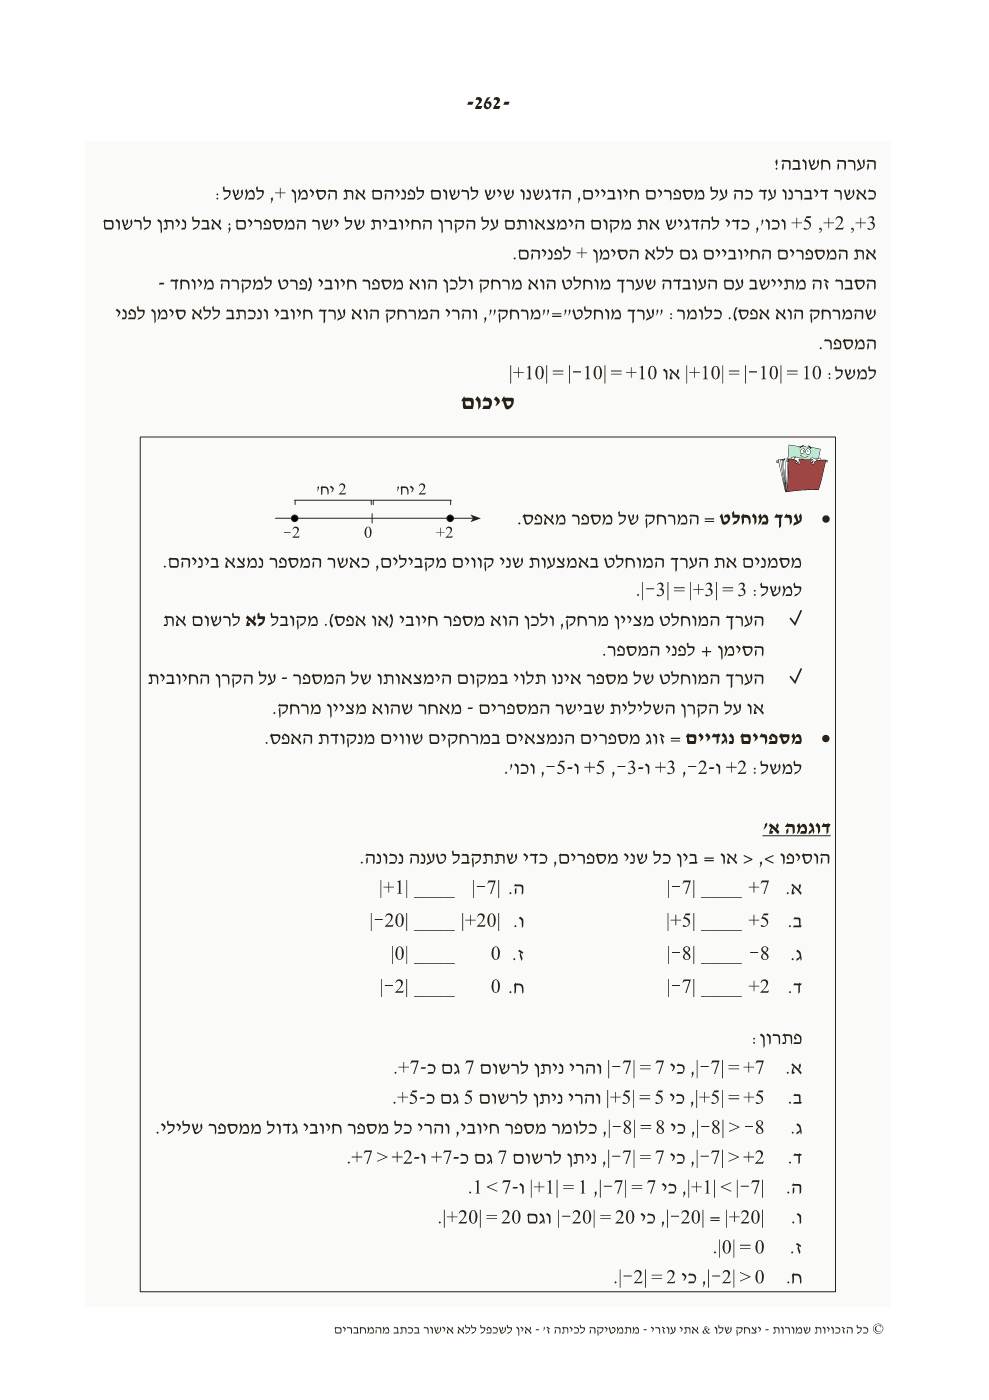 -262-
הערה חשובה!
כאשר דיברנו עד כה על מספרים חיוביים, הדגשנו שיש לרשום לפניהם את הסימן +, למשל:
+3, +2, +5 וכו', כדי להדגיש את מקום הימצאותם על הקרן החיובית של ישר המספרים; אבל ניתן לרשום
את המספרים החיוביים גם ללא הסימן + לפניהם.
הסבר זה מתיישב עם העובדה שערך מוחלט הוא מרחק ולכן הוא מספר חיובי (פרט למקרה מיוחד -
שהמרחק הוא אפס). כלומר: "ערך מוחלט"="מרחק", והרי המרחק הוא ערך חיובי ונכתב ללא סימן לפני
המספר.
למשל: |+10| = |−10| = 10 או |+10| = |−10| = +10
סיכום
2 יח' 2 יח'
• ערך מוחלט = המרחק של מספר מאפס.
−2 0 +2
מסמנים את הערך המוחלט באמצעות שני קווים מקבילים, כאשר המספר נמצא ביניהם.
למשל: |−3| = |+3| = 3.
✓ הערך המוחלט מציין מרחק, ולכן הוא מספר חיובי (או אפס). מקובל לא לרשום את
הסימן + לפני המספר.
✓ הערך המוחלט של מספר אינו תלוי במקום הימצאותו של המספר - על הקרן החיובית
או על הקרן השלילית שבישר המספרים - מאחר שהוא מציין מרחק.
• מספרים נגדיים = זוג מספרים הנמצאים במרחקים שווים מנקודת האפס.
למשל: +2 ו-−2, +3 ו-−3, +5 ו-−5, וכו'.
דוגמה א'
הוסיפו >, < או = בין כל שני מספרים, כדי שתתקבל טענה נכונה.
א. |−7| ____ +7 ה. |+1| ____ |−7|
ב. |+5| ____ +5 ו. |−20| ____ |+20|
ג. |−8| ____ −8 ז. |0| ____ 0
ד. |−7| ____ +2 ח. |−2| ____ 0
פתרון:
א. |−7| = +7, כי |−7| = 7 והרי ניתן לרשום 7 גם כ-+7.
ב. |+5| = +5, כי |+5| = 5 והרי ניתן לרשום 5 גם כ-+5.
ג. |−8| > −8, כי |−8| = 8, כלומר מספר חיובי, והרי כל מספר חיובי גדול ממספר שלילי.
ד. |−7| > +2, כי |−7| = 7, ניתן לרשום 7 גם כ-+7 ו-+7 > +2.
ה. |+1| < |−7|, כי |−7| = 7, |+1| = 1 ו-1 < 7.
ו. |−20| = |+20|, כי |−20| = 20 וגם |+20| = 20.
ז. |0| = 0.
ח. |−2| > 0, כי |−2| = 2.
© כל הזכויות שמורות - יצחק שלו & אתי עוזרי - מתמטיקה לכיתה ז' - אין לשכפל ללא אישור בכתב מהמחברים